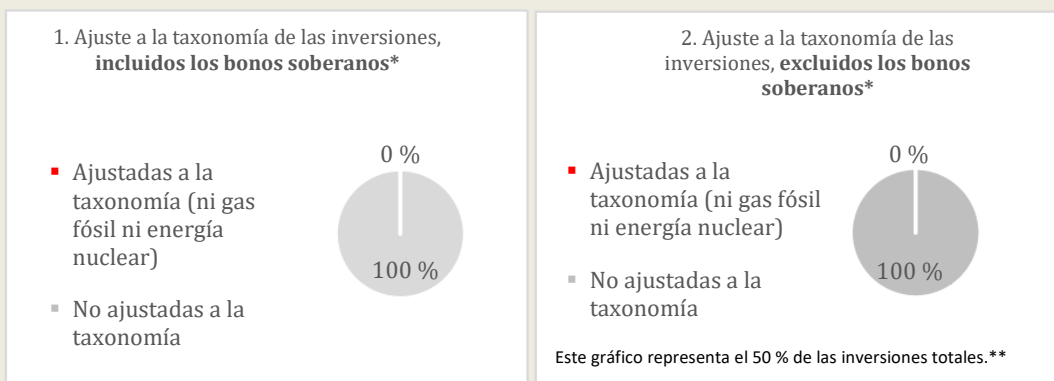 1. Ajuste a la taxonomía de las inversiones,
incluidos los bonos soberanos*
Ajustadas a la
taxonomía (ni gas
fósil ni energía
nuclear)
No ajustadas a la
taxonomía
0 %
100 %
2. Ajuste a la taxonomía de las
inversiones, excluidos los bonos
soberanos*
Ajustadas a la
taxonomía (ni gas fósil
ni energía nuclear)
No ajustadas a la
taxonomía
0 %
100 %
Este gráfico representa el 50 % de las inversiones totales.**